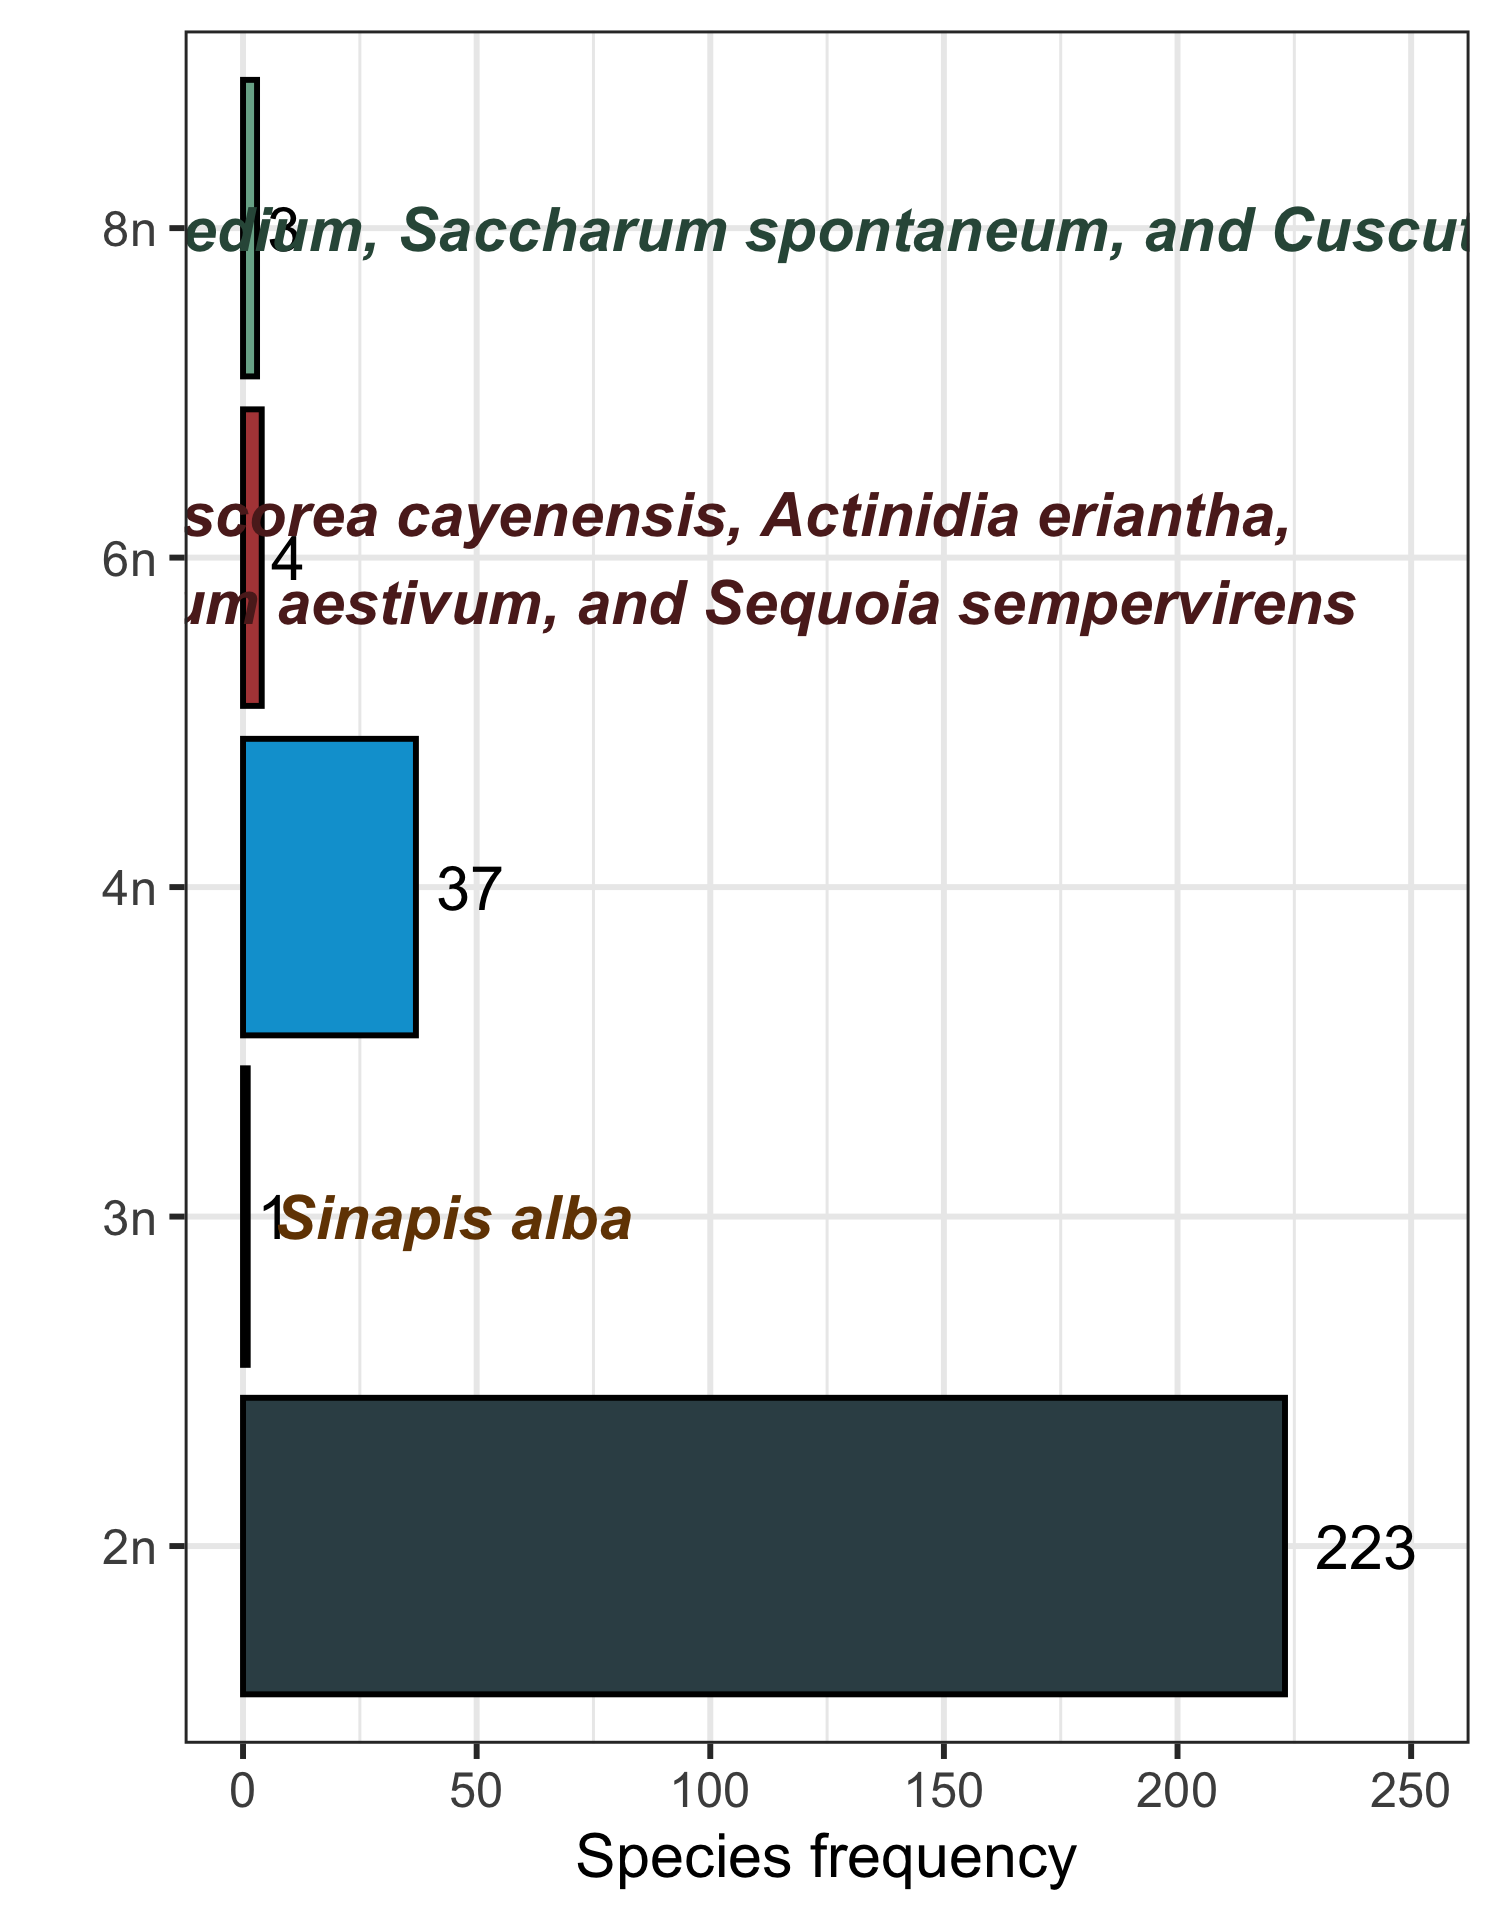 8n
3
edium, Saccharum spontaneum, and Cuscut
scorea cayenensis, Actinidia eriantha,
6n
4
um aestivum, and Sequoia sempervirens
4n
37
3n
1
Sinapis alba
2n
223
0 50 100 150 200 250
Species frequency